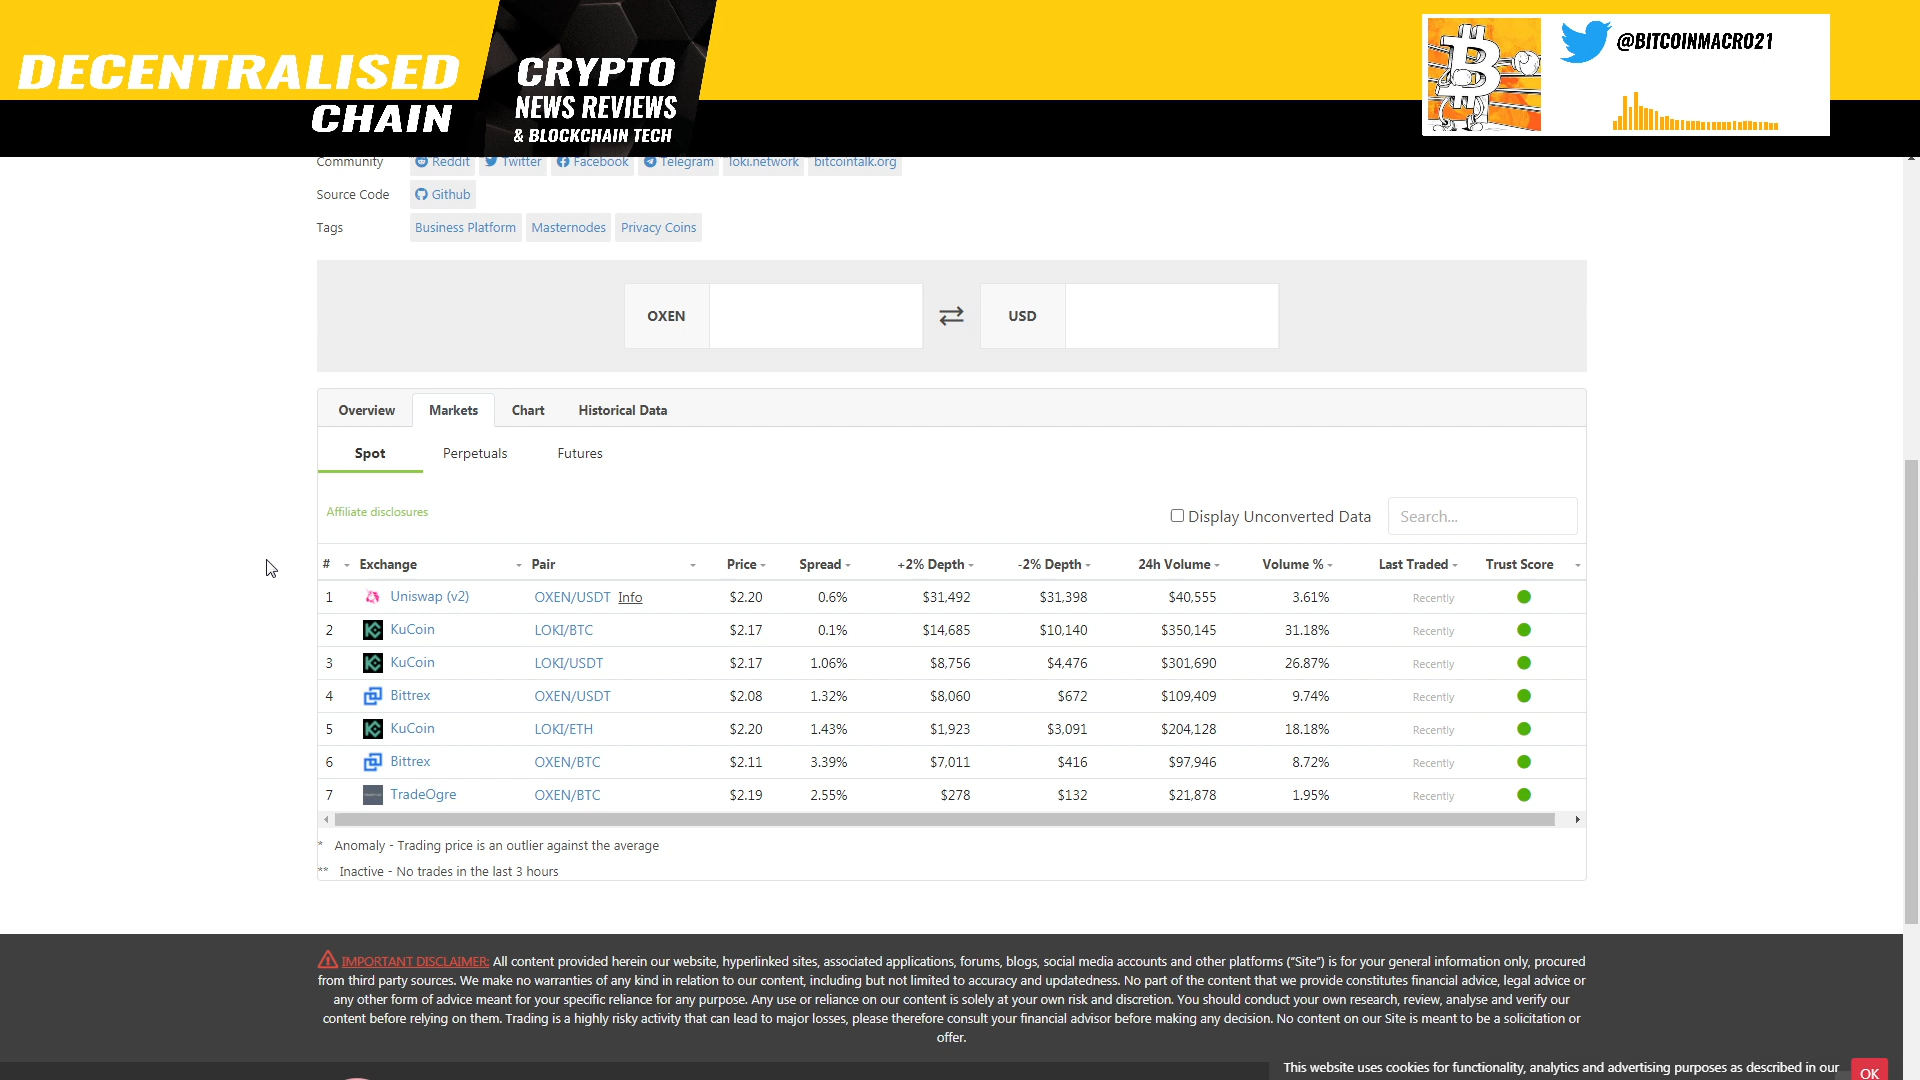 DECENTRALISED
CHAIN
CRYPTO
NEWS REVIEWS
& BLOCKCHAIN TECH
@BITCOINMACRO21
Community Reddit Twitter Facebook Telegram loki.network bitcointalk.org
Source Code Github
Tags Business Platform Masternodes Privacy Coins
OXEN USD
Overview Markets Chart Historical Data
Spot Perpetuals Futures
Affiliate disclosures
Display Unconverted Data Search...
# Exchange Pair Price Spread +2% Depth -2% Depth 24h Volume Volume % Last Traded Trust Score
1 Uniswap (v2) OXEN/USDT Info $2.20 0.6% $31,492 $31,398 $40,555 3.61% Recently
2 KuCoin LOKI/BTC $2.17 0.1% $14,685 $10,140 $350,145 31.18% Recently
3 KuCoin LOKI/USDT $2.17 1.06% $8,756 $4,476 $301,690 26.87% Recently
4 Bittrex OXEN/USDT $2.08 1.32% $8,060 $672 $109,409 9.74% Recently
5 KuCoin LOKI/ETH $2.20 1.43% $1,923 $3,091 $204,128 18.18% Recently
6 Bittrex OXEN/BTC $2.11 3.39% $7,011 $416 $97,946 8.72% Recently
7 TradeOgre OXEN/BTC $2.19 2.55% $278 $132 $21,878 1.95% Recently
* Anomaly - Trading price is an outlier against the average
** Inactive - No trades in the last 3 hours
IMPORTANT DISCLAIMER: All content provided herein our website, hyperlinked sites, associated applications, forums, blogs, social media accounts and other platforms ("Site") is for your general information only, procured
from third party sources. We make no warranties of any kind in relation to our content, including but not limited to accuracy and updatedness. No part of the content that we provide constitutes financial advice, legal advice or
any other form of advice meant for your specific reliance for any purpose. Any use or reliance on our content is solely at your own risk and discretion. You should conduct your own research, review, analyse and verify our
content before relying on them. Trading is a highly risky activity that can lead to major losses, please therefore consult your financial advisor before making any decision. No content on our Site is meant to be a solicitation or
offer.
This website uses cookies for functionality, analytics and advertising purposes as described in our
OK